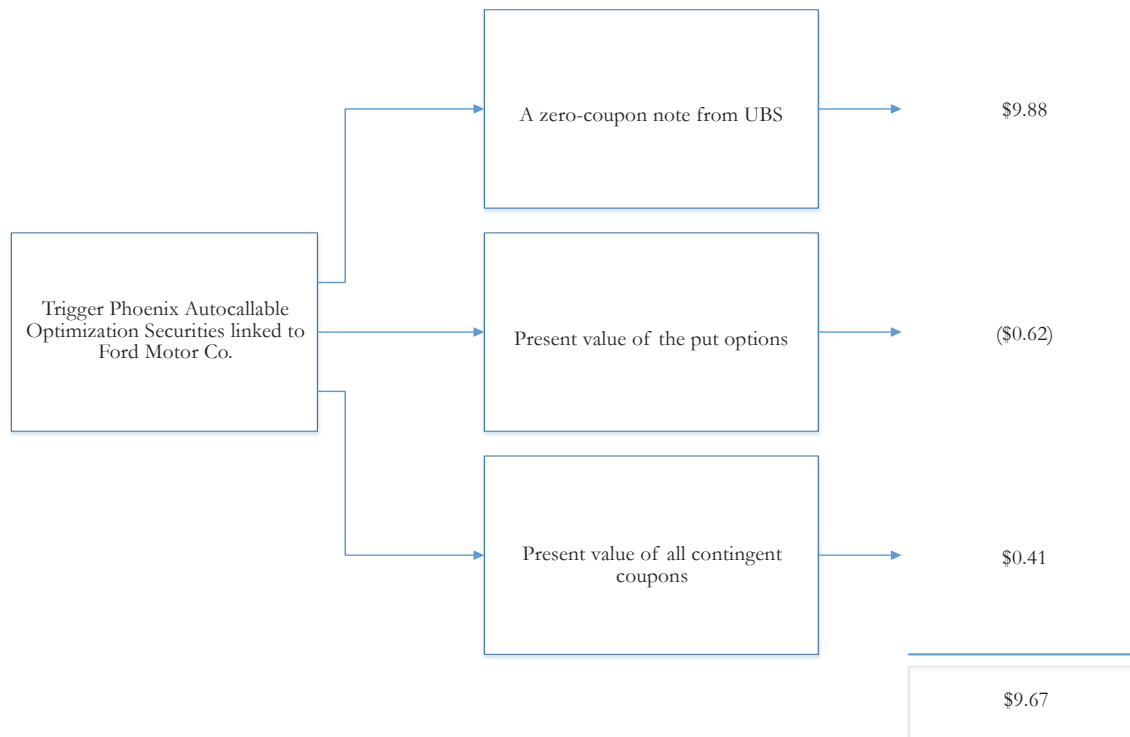 A zero-coupon note from UBS
$9.88
Trigger Phoenix Autocallable
Optimization Securities linked to
Ford Motor Co.
Present value of the put options
($0.62)
Present value of all contingent
coupons
$0.41
$9.67